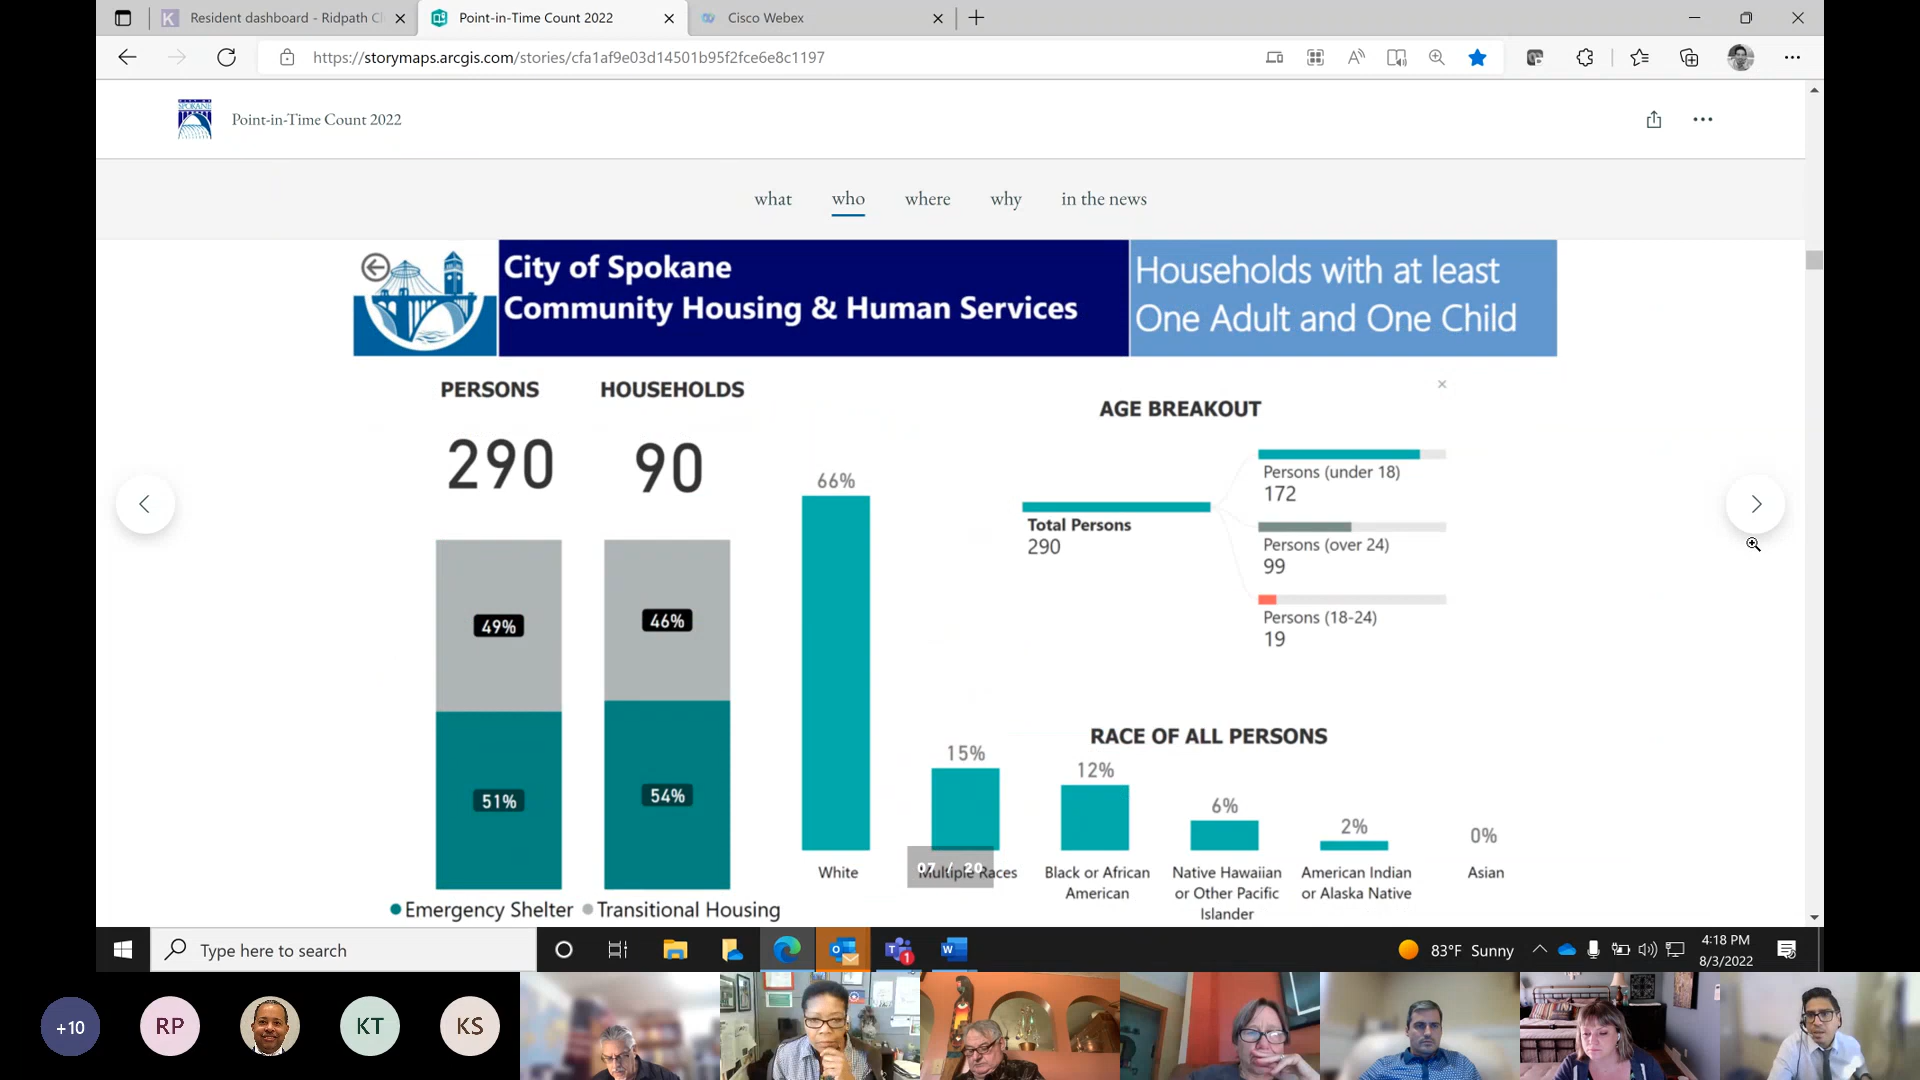 Resident dashboard - Ridpath Cl
Point-in-Time Count 2022
Cisco Webex
https://storymaps.arcgis.com/stories/cfa1af9e03d14501b95f2fce6e8c1197
SPOKANE
Point-in-Time Count 2022
what who where why in the news
City of Spokane
Community Housing & Human Services
Households with at least
One Adult and One Child
PERSONS
290
HOUSEHOLDS
90
49%
51%
46%
54%
Emergency Shelter Transitional Housing
AGE BREAKOUT
Total Persons
290
Persons (under 18)
172
Persons (over 24)
99
Persons (18-24)
19
RACE OF ALL PERSONS
66%
15%
12%
6%
2%
0%
White
Multiple Races
Black or African
American
Native Hawaiian
or Other Pacific
Islander
American Indian
or Alaska Native
Asian
07 / 20
Type here to search
1
83°F Sunny
4:18 PM
8/3/2022
+10
RP
KT
KS